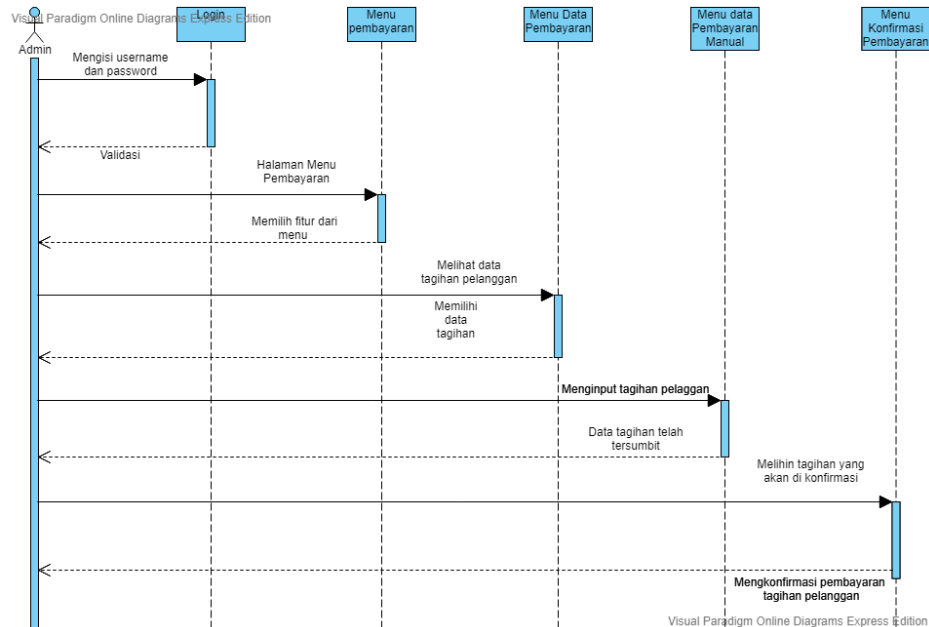 Visual Paradigm Online Diagrams Express Edition
Login
Menu
pembayaran
Menu Data
Pembayaran
Menu data
Pembayaran
Manual
Menu
Konfirmasi
Pembayaran
Admin
Mengisi username
dan password
Validasi
Halaman Menu
Pembayaran
Memilih fitur dari
menu
Melihat data
tagihan pelanggan
Memilihi
data
tagihan
Menginput tagihan pelaggan
Data tagihan telah
tersumbit
Melihin tagihan yang
akan di konfirmasi
Mengkonfirmasi pembayaran
tagihan pelanggan
Visual Paradigm Online Diagrams Express Edition